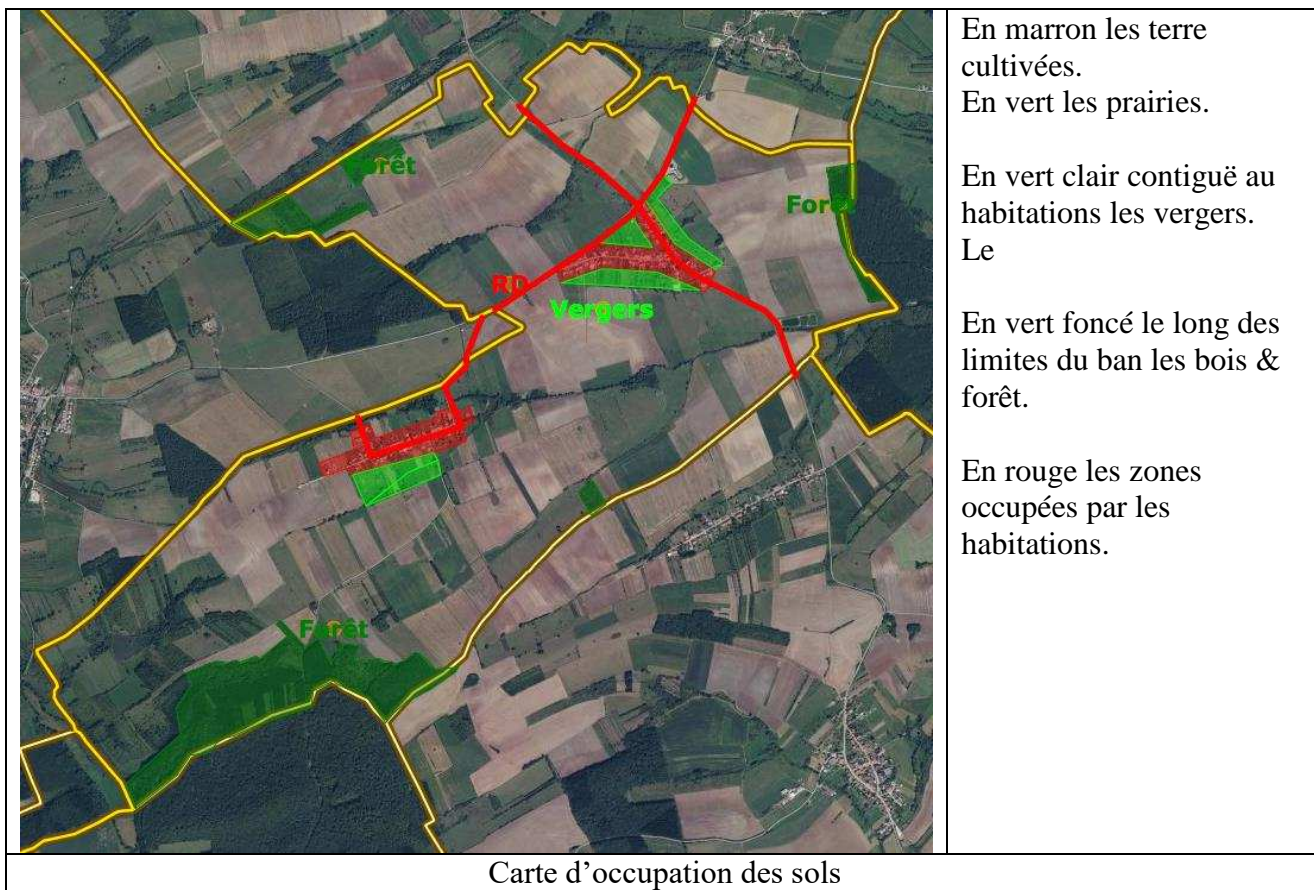 En marron les terre
cultivées.
En vert les prairies.
En vert clair contiguë au
habitations les vergers.
Le
En vert foncé le long des
limites du ban les bois &
forêt.
En rouge les zones
occupées par les
habitations.
Forêt
Forêt
RD
Vergers
Forêt
Carte d'occupation des sols